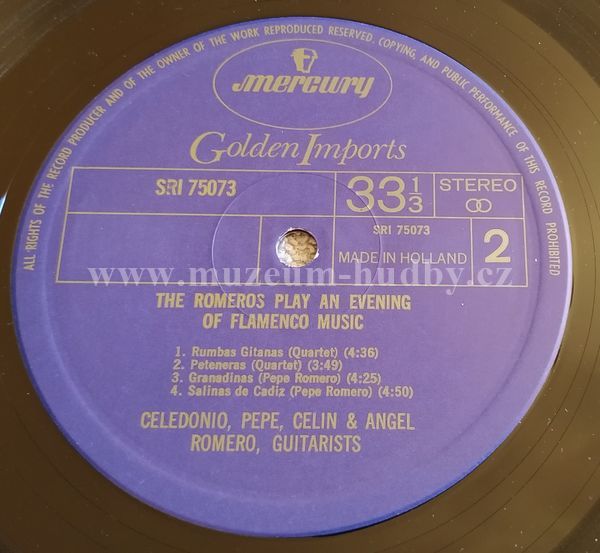 ALL RIGHTS OF THE RECORD PRODUCER AND OF THE OWNER OF THE WORK REPRODUCED RESERVED. COPYING, AND PUBLIC PERFORMANCE OF THIS RECORD PROHIBITED
mercury
Golden Imports
SRI 75073
33 1/3
STEREO
SRI 75073
MADE IN HOLLAND
2
www.muzeum-hudby.cz
THE ROMEROS PLAY AN EVENING
OF FLAMENCO MUSIC
1. Rumbas Gitanas (Quartet) (4:36)
2. Peteneras (Quartet) (3:49)
3. Granadinas (Pepe Romero) (4:25)
4. Salinas de Cadiz (Pepe Romero) (4:50)
CELEDONIO, PEPE, CELIN & ANGEL
ROMERO, GUITARISTS